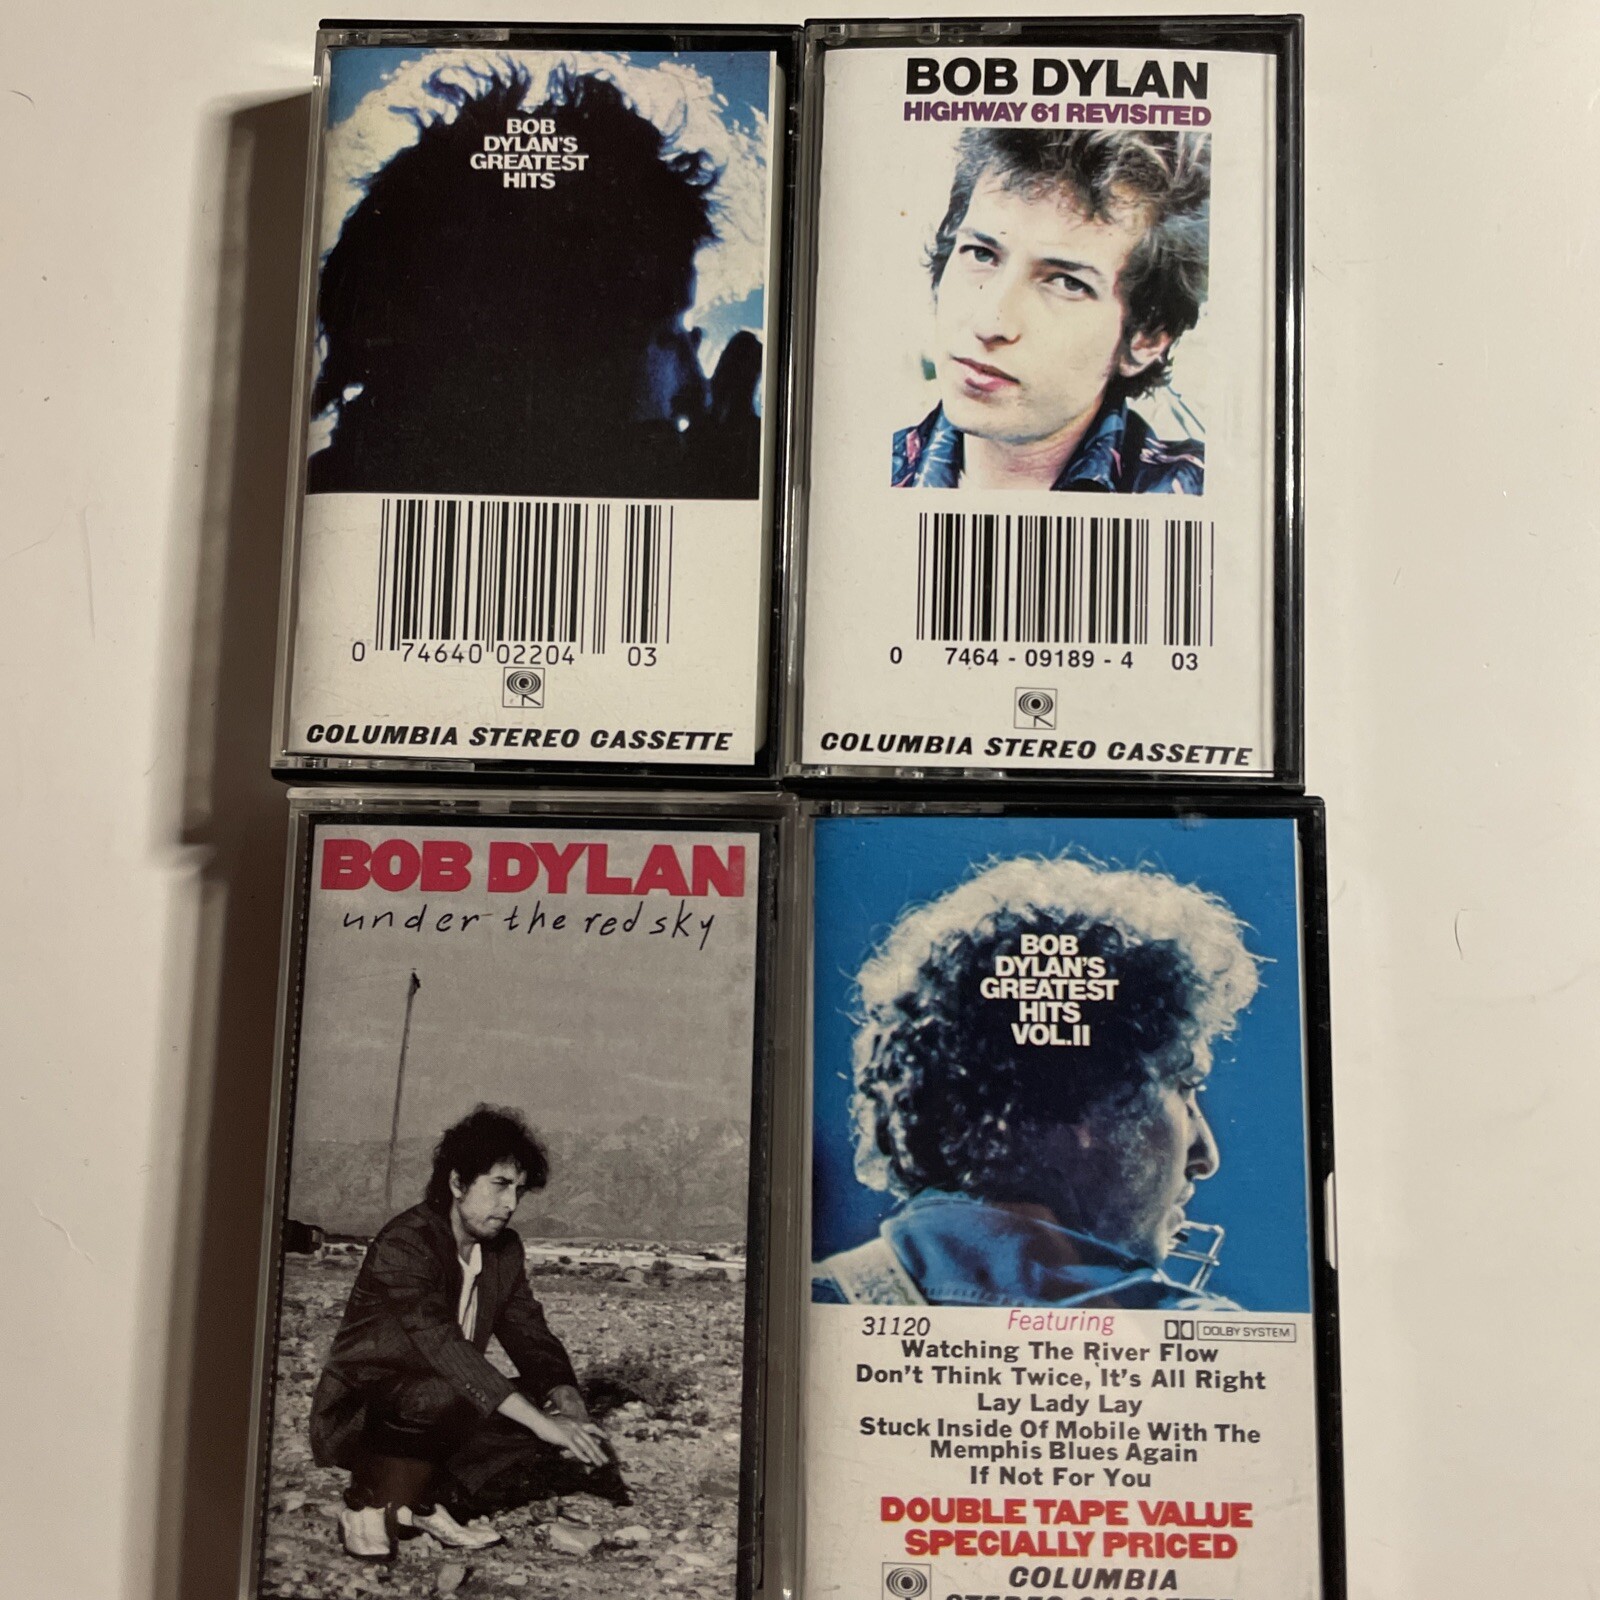 BOB
DYLAN'S
GREATEST
HITS
0 74640 02204 03
COLUMBIA STEREO CASSETTE
BOB DYLAN
HIGHWAY 61 REVISITED
0 7464 - 09189 - 4 03
COLUMBIA STEREO CASSETTE
BOB DYLAN
under the red sky
BOB
DYLAN'S
GREATEST
HITS
VOL.II
31120 Featuring DOLBY SYSTEM
Watching The River Flow
Don't Think Twice, It's All Right
Lay Lady Lay
Stuck Inside Of Mobile With The
Memphis Blues Again
If Not For You
DOUBLE TAPE VALUE
SPECIALLY PRICED
COLUMBIA
STEREO CASSETTE